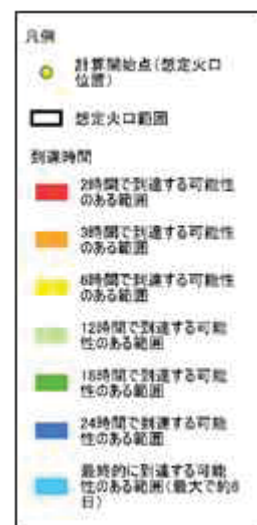 凡例
計算開始点(想定火口
位置)
想定火口範囲
到達時間
2時間で到達する可能性
のある範囲
3時間で到達する可能性
のある範囲
6時間で到達する可能性
のある範囲
12時間で到達する可能
性のある範囲
18時間で到達する可能
性のある範囲
24時間で到達する可能
性のある範囲
最終的に到達する可能
性のある範囲(最大で約6
日)